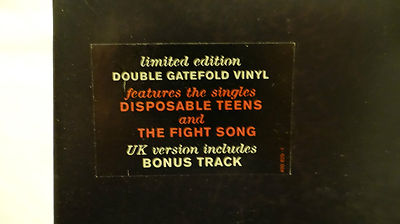 limited edition
DOUBLE GATEFOLD VINYL
features the singles
DISPOSABLE TEENS
and
THE FIGHT SONG
UK version includes
BONUS TRACK